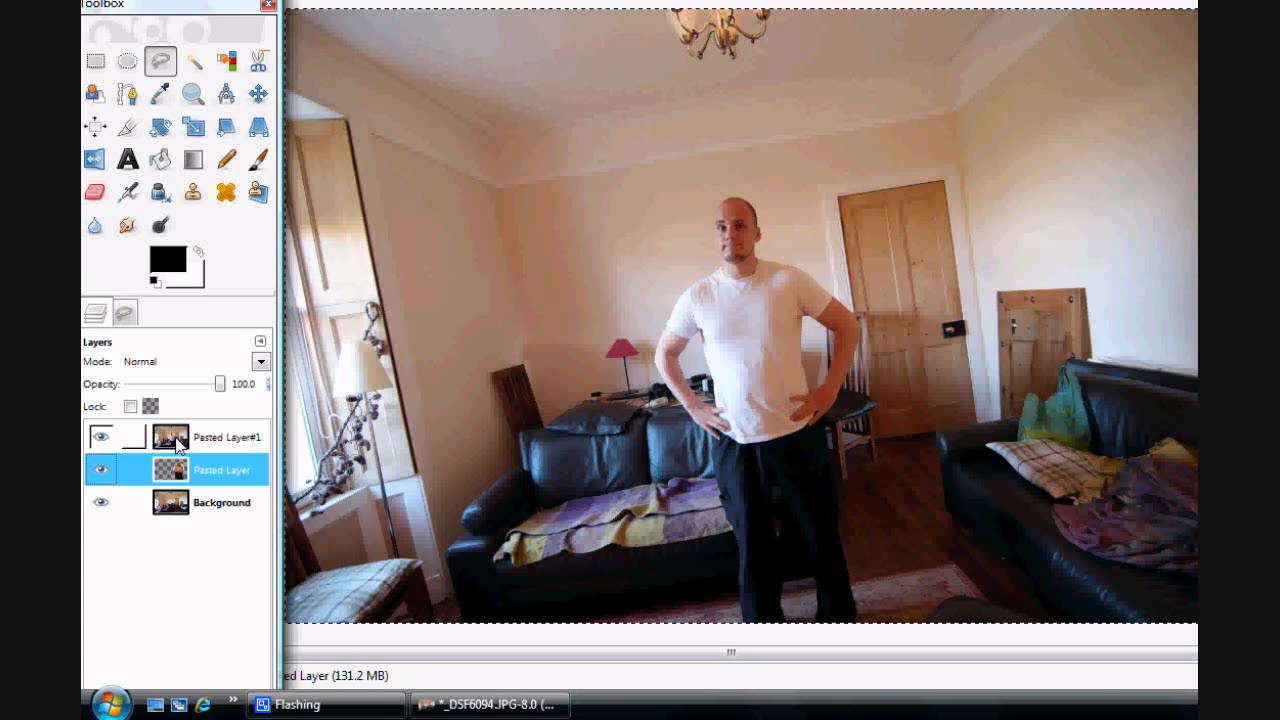 Toolbox
Layers
Mode: Normal
Opacity: 100.0
Lock:
Pasted Layer#1
Pasted Layer
Background
ed Layer (131.2 MB)
»
Flashing
*_DSF6094.JPG-8.0 (...